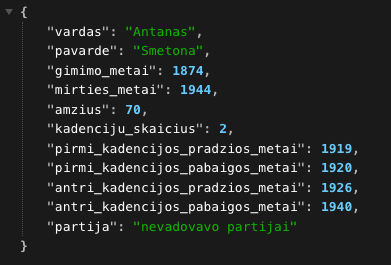 {
"vardas": "Antanas",
"pavarde": "Smetona",
"gimimo_metai": 1874,
"mirties_metai": 1944,
"amzius": 70,
"kadenciju_skaicius": 2,
"pirmi_kadencijos_pradzios_metai": 1919,
"pirmi_kadencijos_pabaigos_metai": 1920,
"antri_kadencijos_pradzios_metai": 1926,
"antri_kadencijos_pabaigos_metai": 1940,
"partija": "nevadovavo partijai"
}